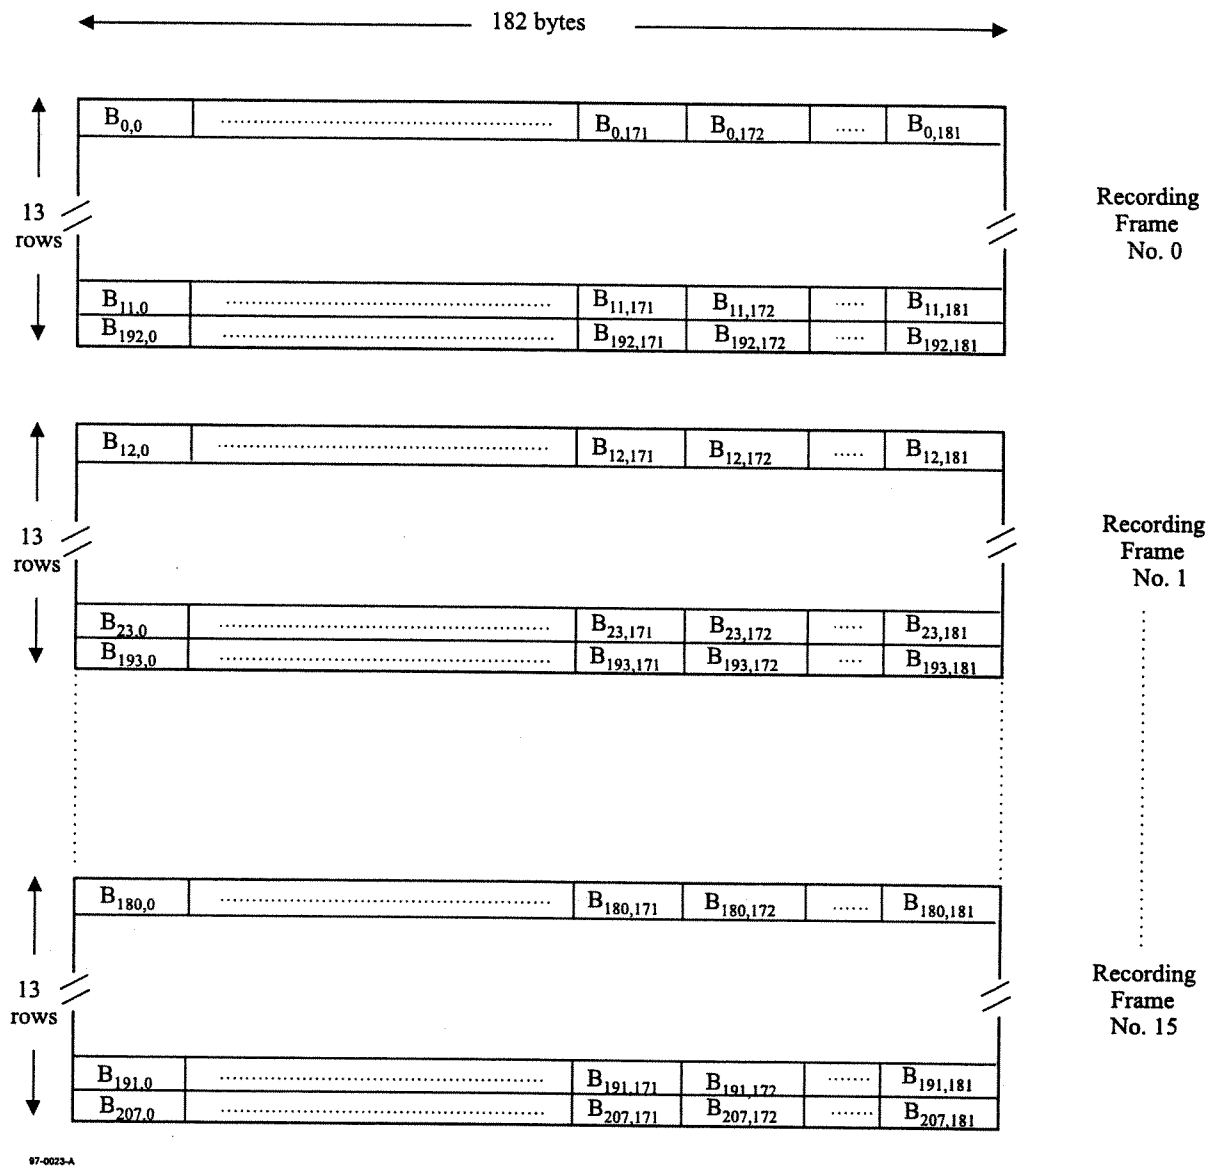 182 bytes
B0,0 ........ B0,171 B0,172 ..... B0,181
13
rows
Recording
Frame
No. 0
B11,0 ........ B11,171 B11,172 ..... B11,181
B192,0 ........ B192,171 B192,172 ..... B192,181
B12,0 ........ B12,171 B12,172 ..... B12,181
13
rows
Recording
Frame
No. 1
B23,0 ........ B23,171 B23,172 ..... B23,181
B193,0 ........ B193,171 B193,172 .... B193,181
B180,0 ........ B180,171 B180,172 ...... B180,181
13
rows
Recording
Frame
No. 15
B191,0 ........ B191,171 B191,172 ....... B191,181
B207,0 ........ B207,171 B207,172 ....... B207,181
97-0023-A